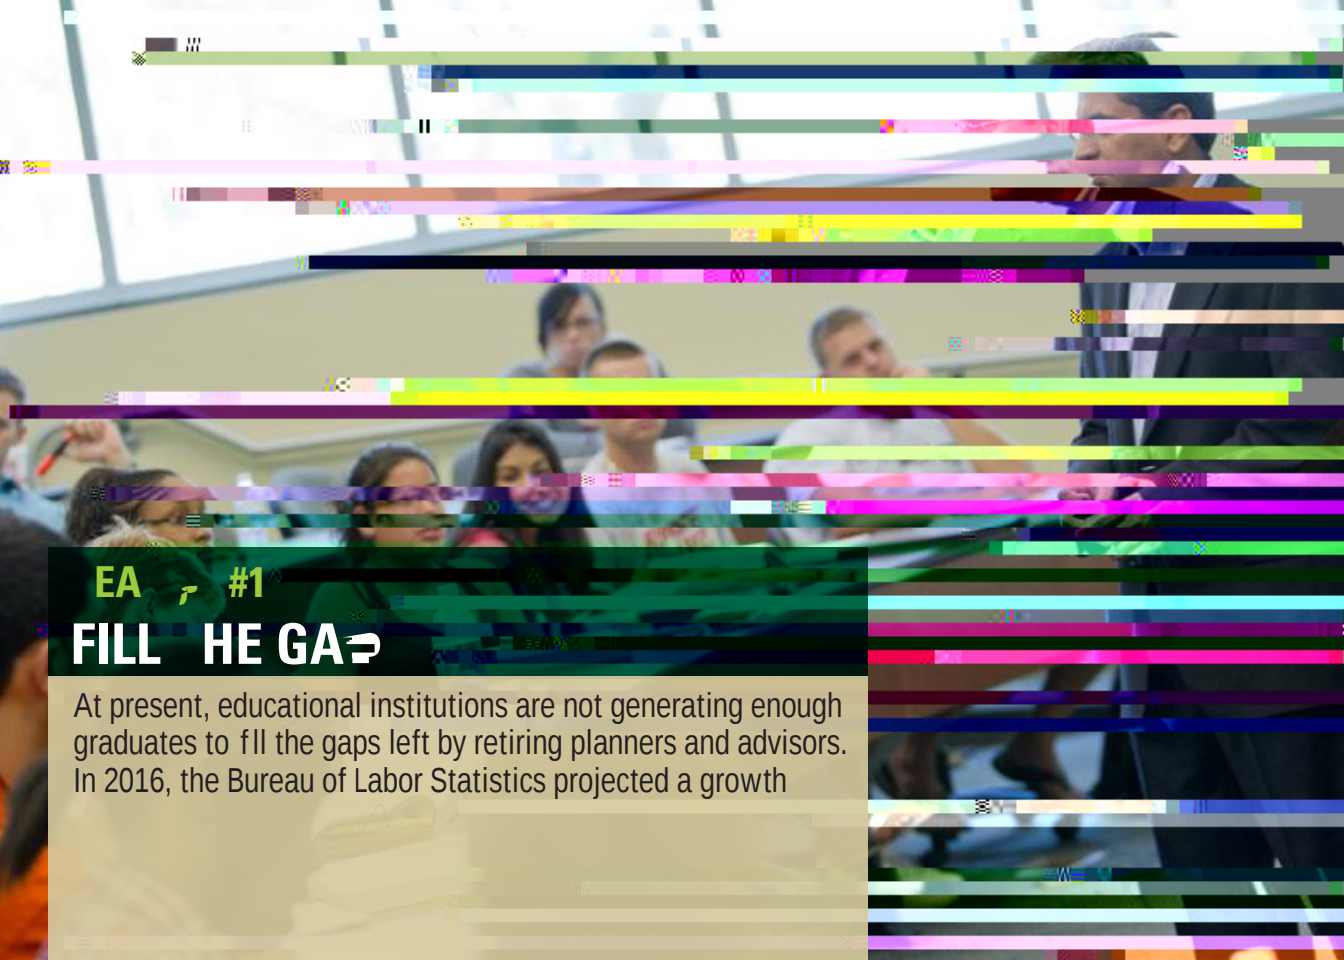 #1
FILL HE GA
At present, educational institutions are not generating enough
graduates to f ll the gaps left by retiring planners and advisors.
In 2016, the Bureau of Labor Statistics projected a growth